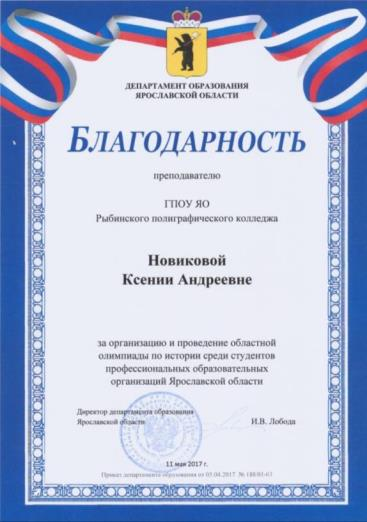 ДЕПАРТАМЕНТ ОБРАЗОВАНИЯ
ЯРОСЛАВСКОЙ ОБЛАСТИ
БЛАГОДАРНОСТЬ
преподавателю
ГПОУ ЯО
Рыбинского полиграфического колледжа
Новиковой
Ксении Андреевне
за организацию и проведение областной
олимпиады по истории среди студентов
профессиональных образовательных
организаций Ярославской области
Директор департамента образования
Ярославской области
И.В. Лобода
11 мая 2017 г.
Приказ департамента образования от 05.04.2017 №